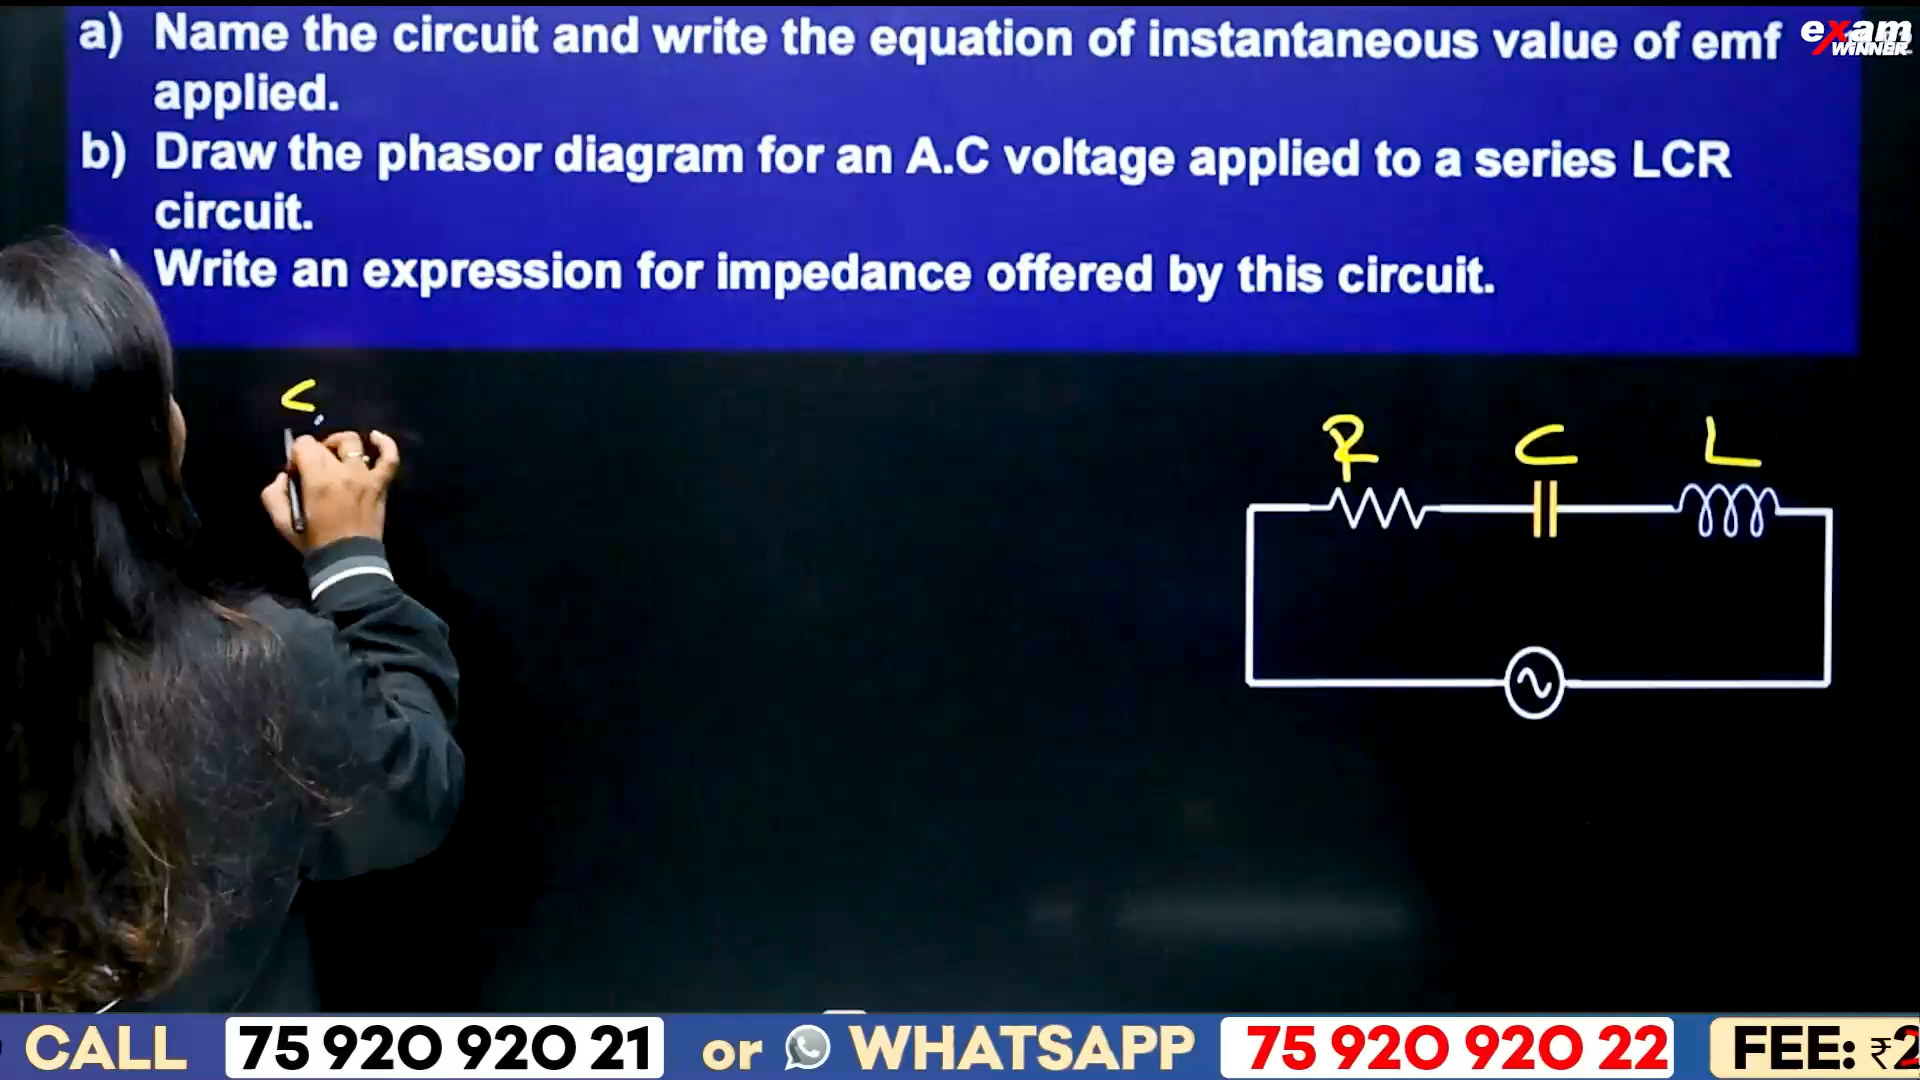 a) Name the circuit and write the equation of instantaneous value of emf
applied.
b) Draw the phasor diagram for an A.C voltage applied to a series LCR
circuit.
) Write an expression for impedance offered by this circuit.
exam
WINNER
R C L
CALL 75 920 920 21 or WHATSAPP 75 920 920 22 FEE: ₹2